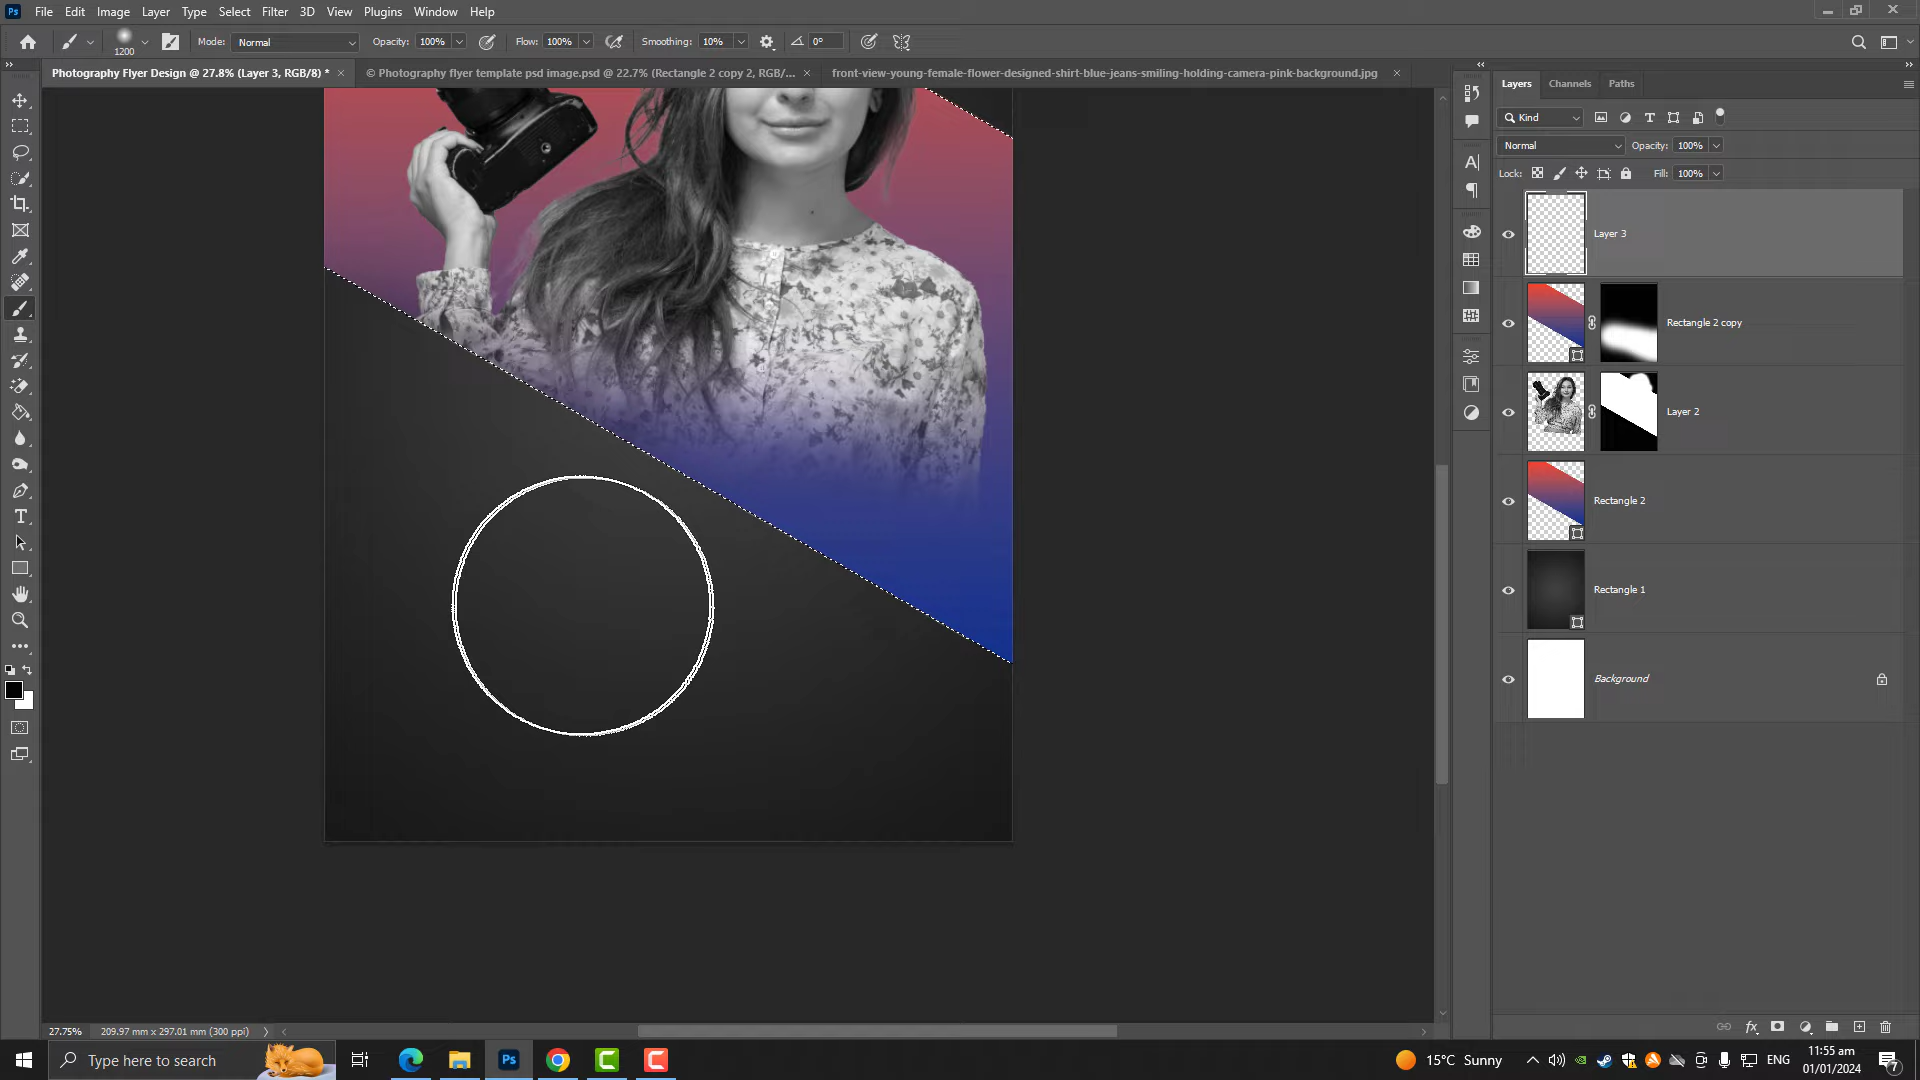 Ps File Edit Image Layer Type Select Filter 3D View Plugins Window Help
1200 Mode: Normal Opacity: 100% Flow: 100% Smoothing: 10% 0°
Photography Flyer Design @ 27.8% (Layer 3, RGB/8) * × © Photography flyer template psd image.psd @ 22.7% (Rectangle 2 copy 2, RGB/... × front-view-young-female-flower-designed-shirt-blue-jeans-smiling-holding-camera-pink-background.jpg ×
Layers Channels Paths
Kind
Normal Opacity: 100%
Lock: Fill: 100%
Layer 3
Rectangle 2 copy
Layer 2
Rectangle 2
Rectangle 1
Background
27.75% 209.97 mm x 297.01 mm (300 ppi)
Type here to search Ps 15°C Sunny ENG 11:55 am
01/01/2024 7